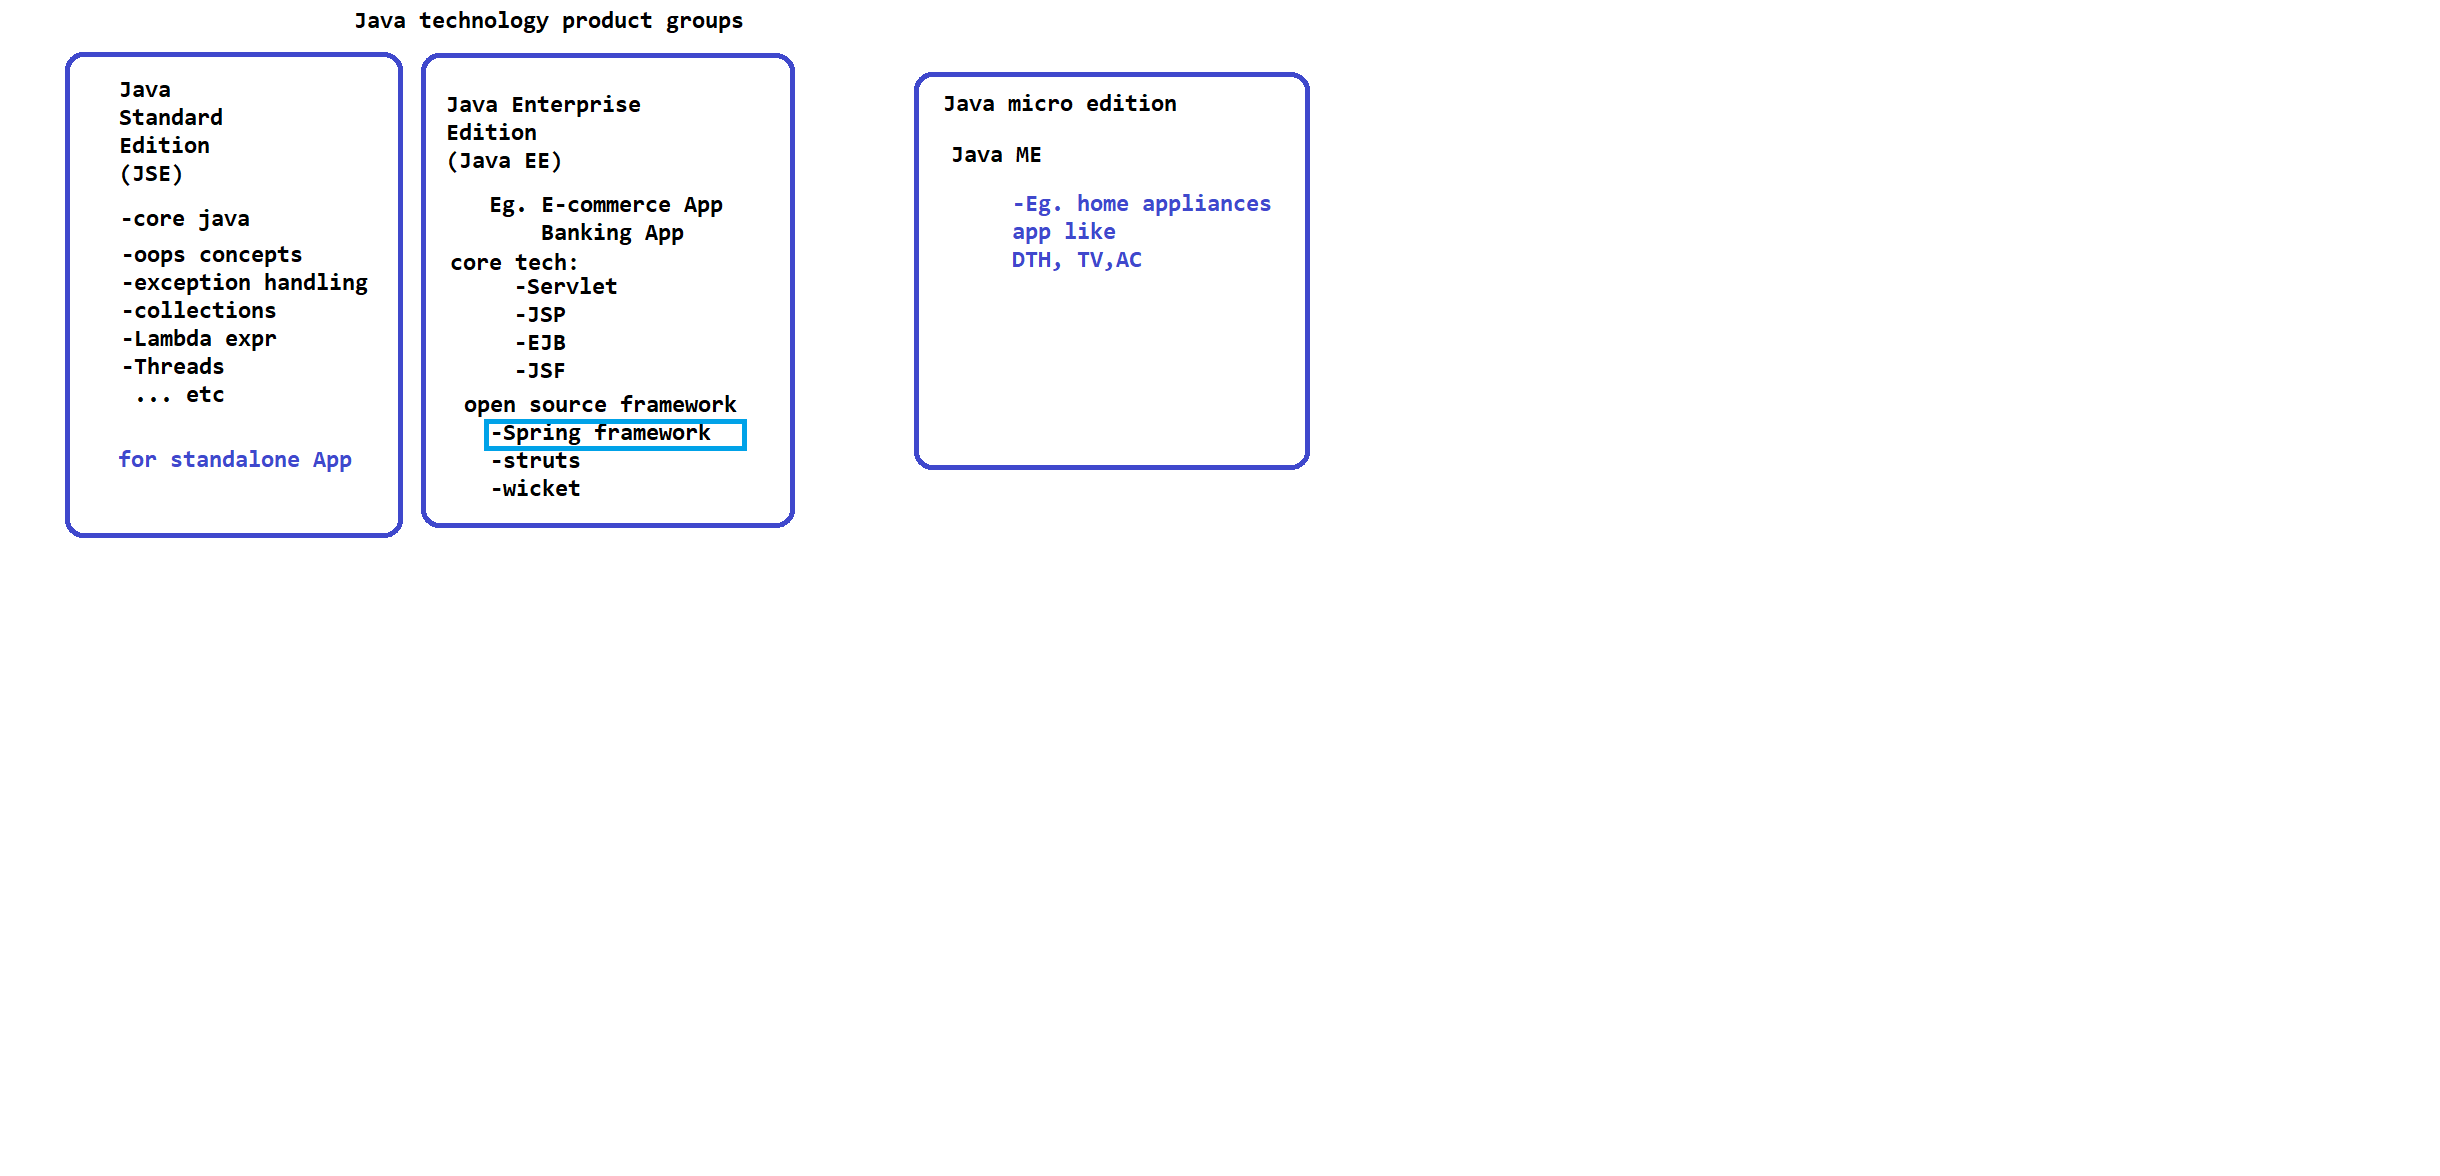 Java technology product groups
Java
Standard
Edition
(JSE)
-core java
-oops concepts
-exception handling
-collections
-Lambda expr
-Threads
... etc
for standalone App
Java Enterprise
Edition
(Java EE)
Eg. E-commerce App
Banking App
core tech:
-Servlet
-JSP
-EJB
-JSF
open source framework
-Spring framework
-struts
-wicket
Java micro edition
Java ME
-Eg. home appliances
app like
DTH, TV,AC